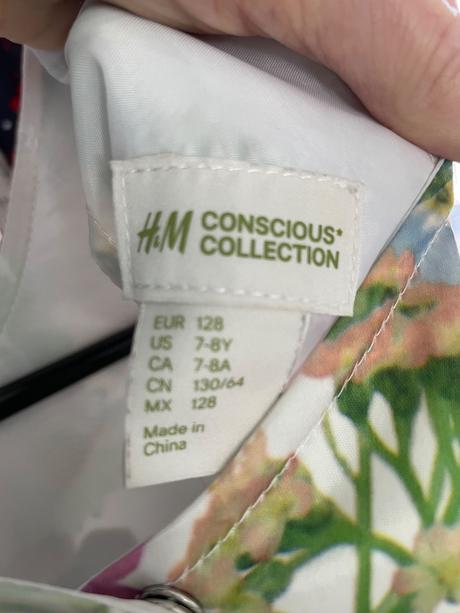 H&M CONSCIOUS*
COLLECTION
EUR 128
US 7-8Y
CA 7-8A
CN 130/64
MX 128
Made in
China